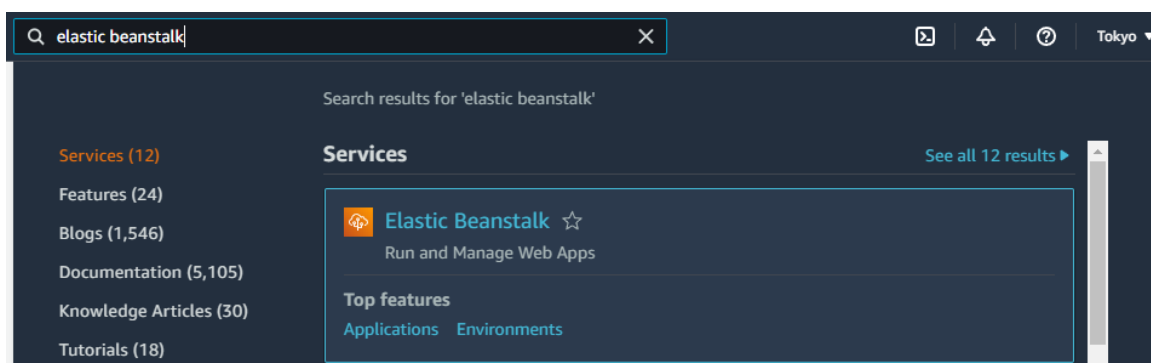 elastic beanstalk
Tokyo
Search results for 'elastic beanstalk'
Services (12)
Features (24)
Blogs (1,546)
Documentation (5,105)
Knowledge Articles (30)
Tutorials (18)
Services
See all 12 results
Elastic Beanstalk
Run and Manage Web Apps
Top features
Applications Environments